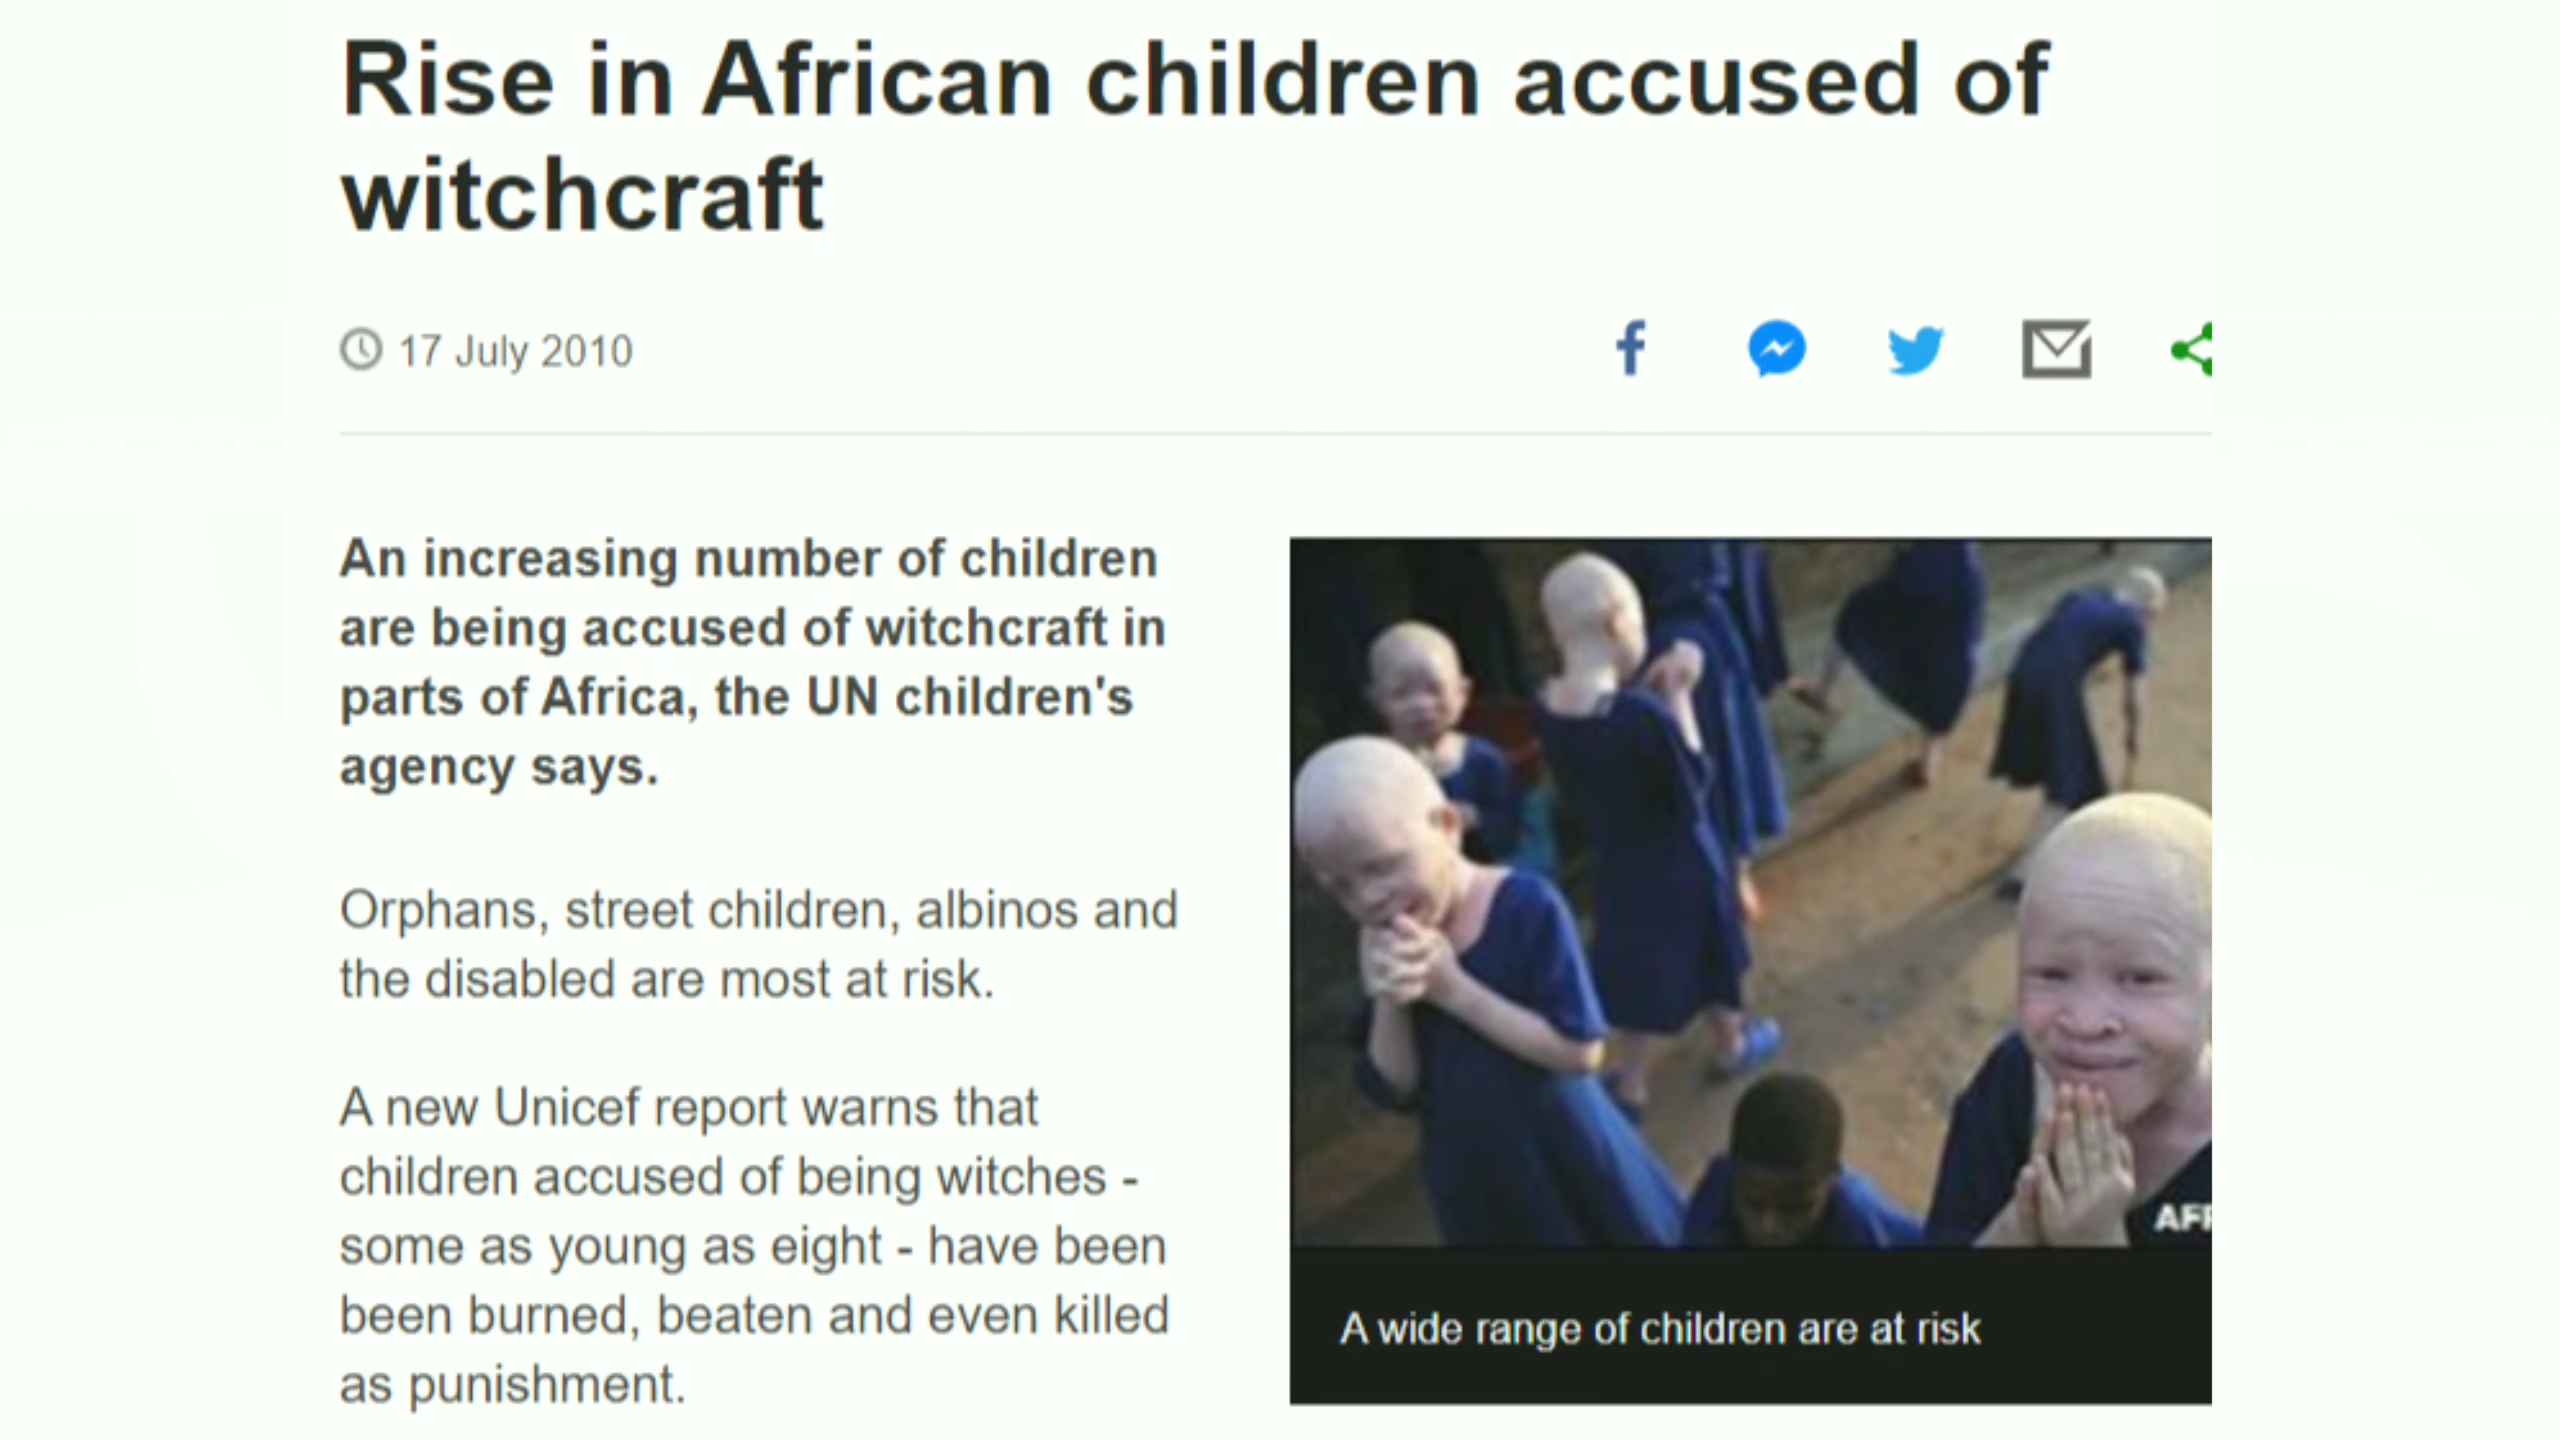 Rise in African children accused of
witchcraft
17 July 2010
An increasing number of children
are being accused of witchcraft in
parts of Africa, the UN children's
agency says.
Orphans, street children, albinos and
the disabled are most at risk.
A new Unicef report warns that
children accused of being witches -
some as young as eight - have been
been burned, beaten and even killed
as punishment.
AFP
A wide range of children are at risk